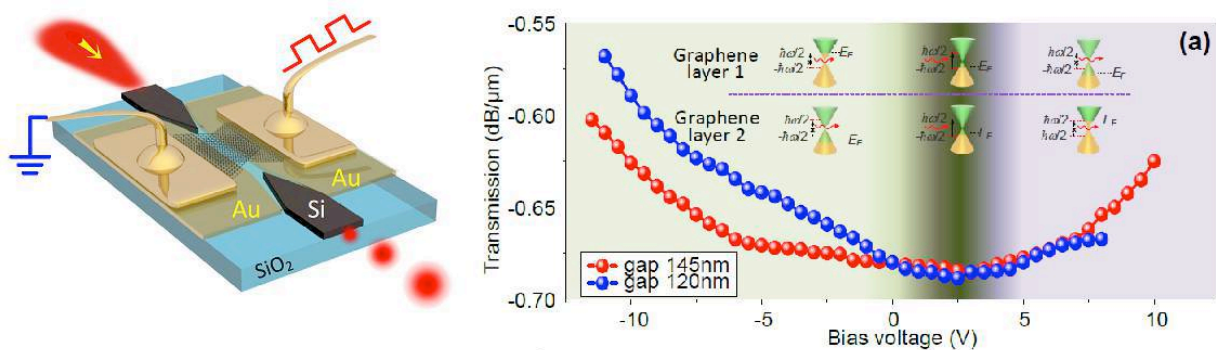 Au
Au
Si
SiO2
(a)
Transmission (dB/μm)
-0.55
-0.60
-0.65
-0.70
Graphene
layer 1
ħω/2
-ħω/2
EF
ħω/2
-ħω/2
EF
ħω/2
-ħω/2
EF
Graphene
layer 2
ħω/2
-ħω/2
EF
ħω/2
-ħω/2
ħω/2
-ħω/2
gap 145nm
gap 120nm
-10
-5
0
5
10
Bias voltage (V)